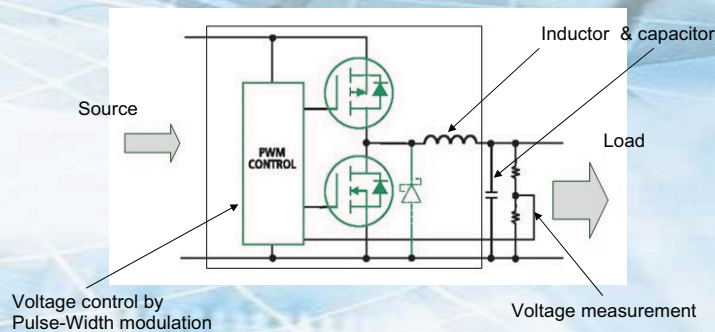 Inductor & capacitor
Source
Load
PWM
CONTROL
Voltage control by
Pulse-Width modulation
Voltage measurement